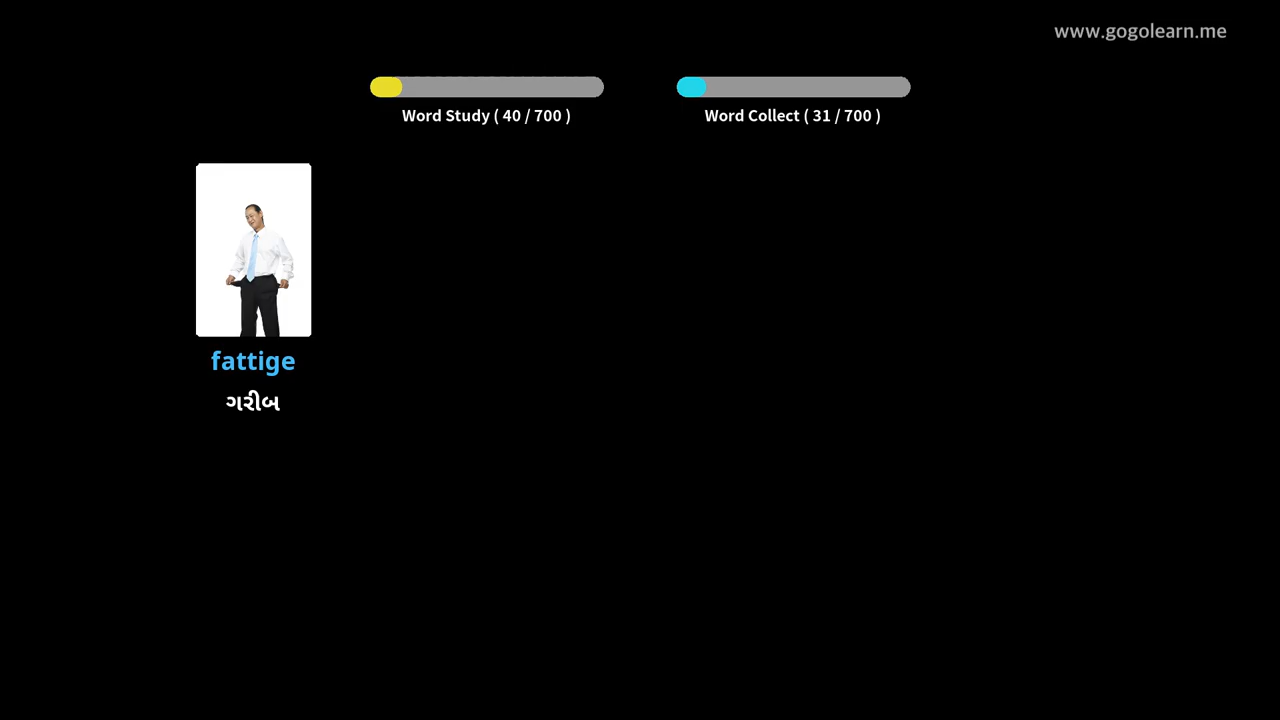 www.gogolearn.me
Word Study ( 40 / 700 )
Word Collect ( 31 / 700 )
fattige
ગરીબ